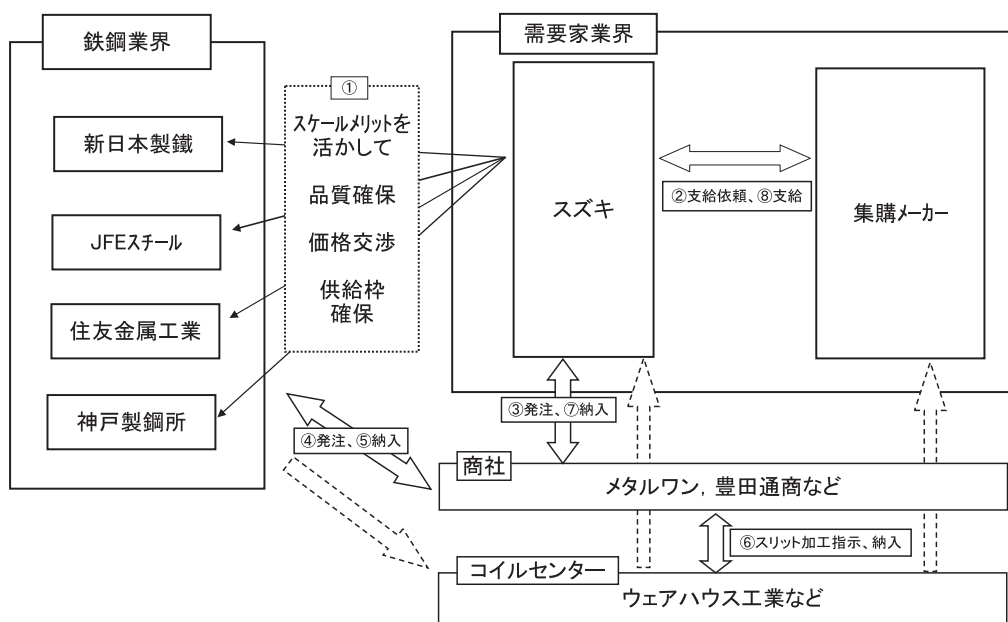 鉄鋼業界
新日本製鐵
JFEスチール
住友金属工業
神戸製鋼所
①
スケールメリットを
活かして
品質確保
価格交渉
供給枠
確保
需要家業界
スズキ
②支給依頼、⑧支給
集購メーカー
③発注、⑦納入
④発注、⑤納入
商社
メタルワン，豊田通商など
⑥スリット加工指示、納入
コイルセンター
ウェアハウス工業など